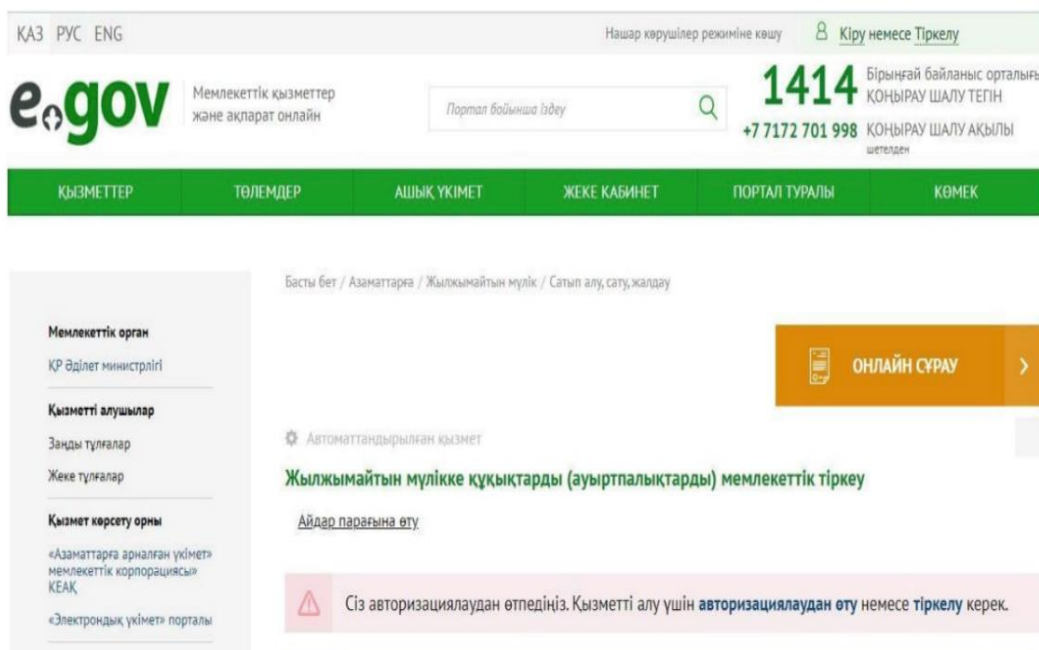 ҚАЗ РУС ENG
Нашар көрушілер режиміне көшу
Кіру немесе Тіркелу
e.gov
Мемлекеттік қызметтер
және ақпарат онлайн
Портал бойынша іздеу
1414
Бірыңғай байланыс орталығы
ҚОҢЫРАУ ШАЛУ ТЕГІН
+7 7172 701 998
ҚОҢЫРАУ ШАЛУ АҚЫЛЫ
шетелден
ҚЫЗМЕТТЕР ТӨЛЕМДЕР АШЫҚ ҮКІМЕТ ЖЕКЕ КАБИНЕТ ПОРТАЛ ТУРАЛЫ КӨМЕК
Басты бет / Азаматтарға / Жылжымайтын мүлік / Сатып алу, сату, жалдау
Мемлекеттік орган
ҚР Әділет министрлігі
Қызметті алушылар
Заңды тұлғалар
Жеке тұлғалар
Қызмет көрсету орны
«Азаматтарға арналған үкімет»
мемлекеттік корпорациясы»
КЕАҚ
«Электрондық үкімет» порталы
ОНЛАЙН СҰРАУ
Автоматтандырылған қызмет
Жылжымайтын мүлікке құқықтарды (ауыртпалықтарды) мемлекеттік тіркеу
Айдар парағына өту
Сіз авторизациялаудан өтпедіңіз. Қызметті алу үшін авторизациялаудан өту немесе тіркелу керек.